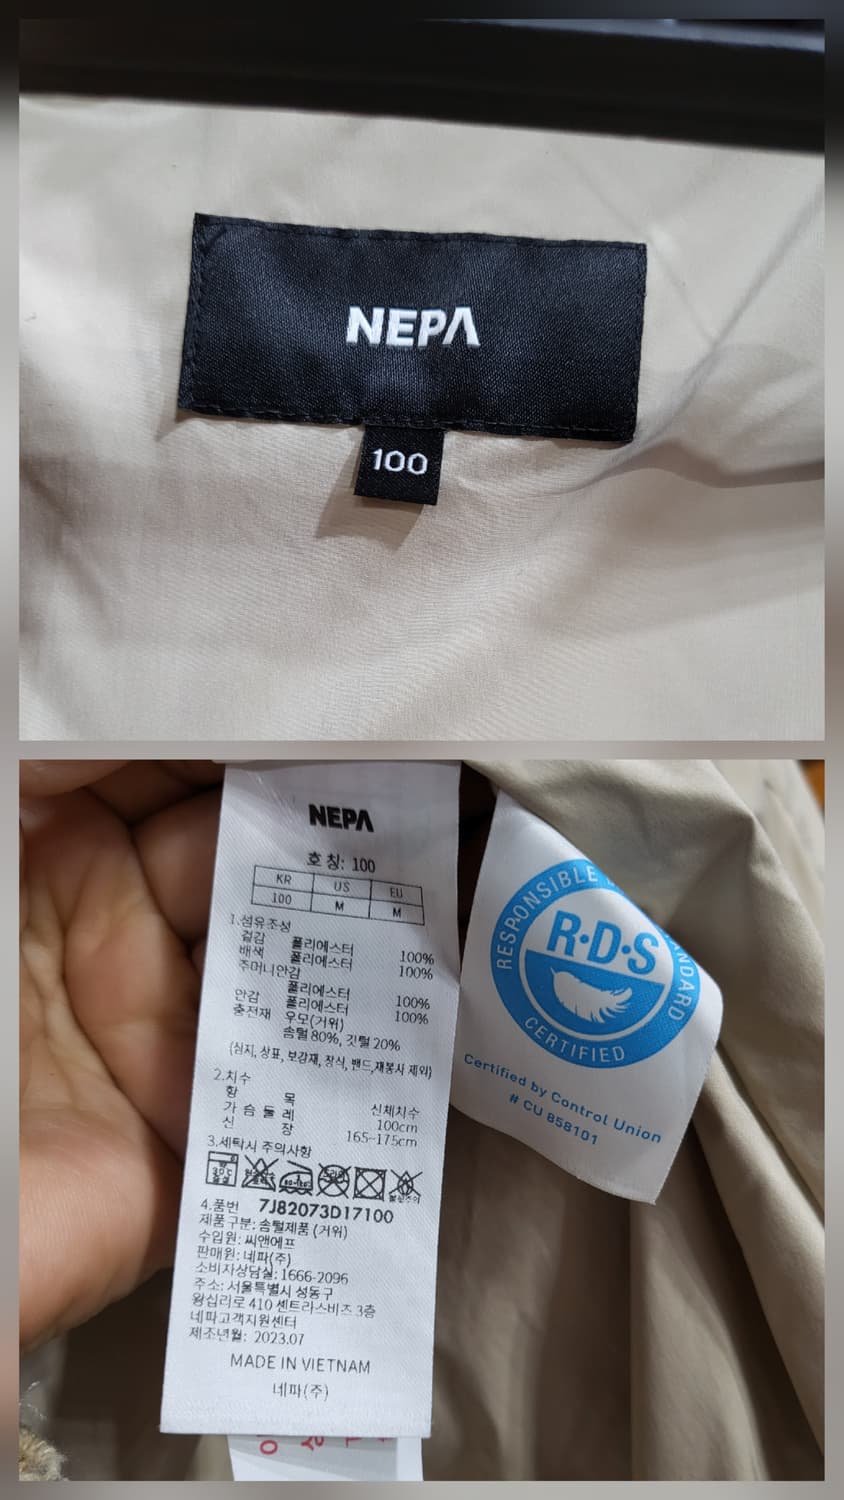 NEPA
100
NEPA
호 칭: 100
KR US EU
100 M M
1.섬유조성
겉감 폴리에스터 100%
배색 폴리에스터 100%
주머니안감
폴리에스터 100%
안감 폴리에스터 100%
충전재 우모(거위)
솜털 80%, 깃털 20%
(심지, 상표, 보강재, 장식, 밴드,재봉사 제외)
2.치수
항 목 신체치수
가 슴 둘 레 100cm
신 장 165~175cm
3.세탁시 주의사항
4.품번 7J82073D17100
제품구분: 솜털제품 (거위)
수입원: 씨앤에프
판매원: 네파(주)
소비자상담실: 1666-2096
주소: 서울특별시 성동구
왕십리로 410 센트라스비즈 3층
네파고객지원센터
제조년월: 2023.07
MADE IN VIETNAM
네파(주)
RESPONSIBLE
STANDARD
R·D·S
CERTIFIED
Certified by Control Union
# CU 858101